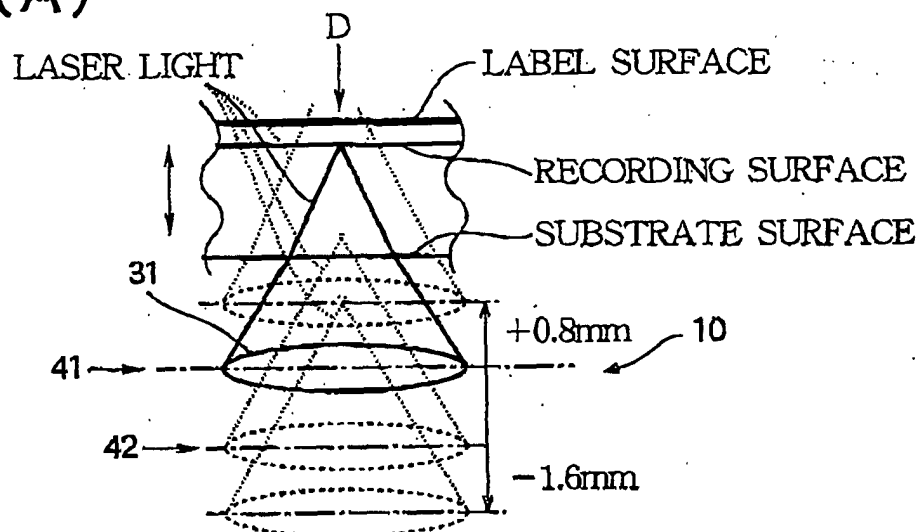 (A)
D
LASER LIGHT
LABEL SURFACE
RECORDING SURFACE
SUBSTRATE SURFACE
31
+0.8mm
10
41
42
−1.6mm